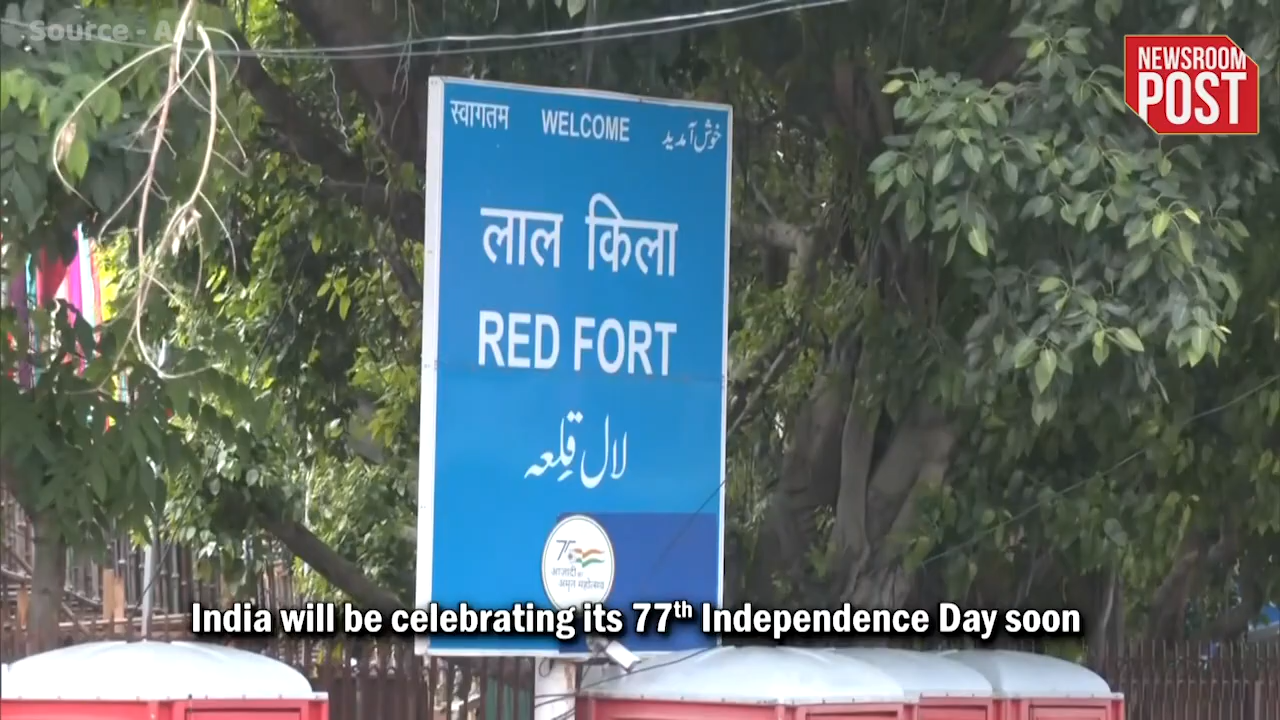 Source - ANI
NEWSROOM
POST
स्वागतम
WELCOME
خوش آمدید
लाल किला
RED FORT
لال قلعہ
75
आज़ादी का
अमृत महोत्सव
India will be celebrating its 77th Independence Day soon